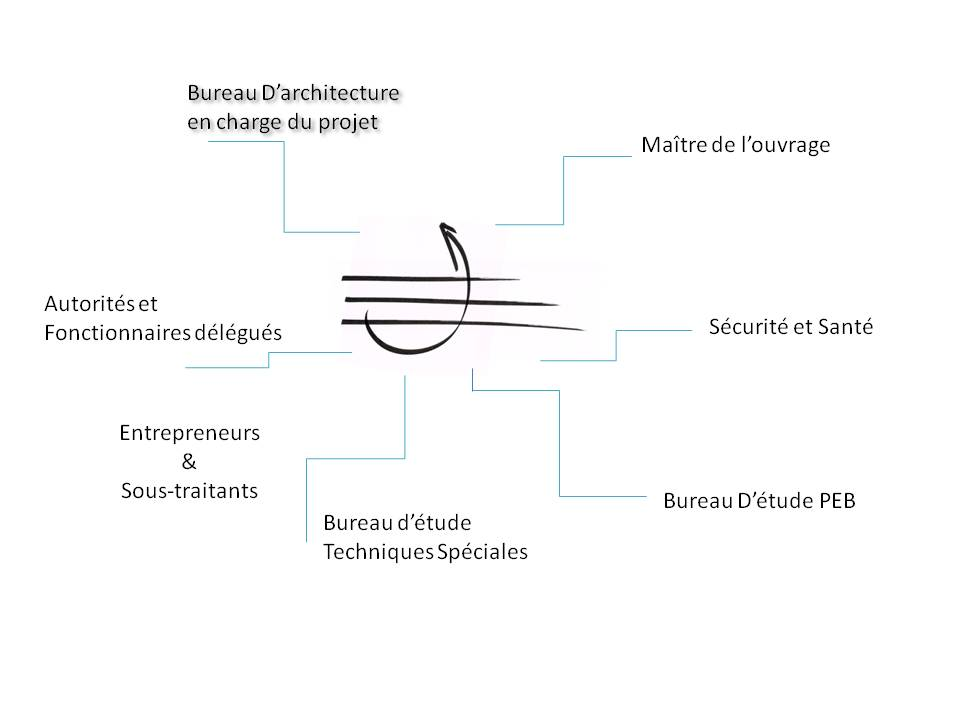 Bureau D’architecture
en charge du projet
Maître de l’ouvrage
Autorités et
Fonctionnaires délégués
Sécurité et Santé
Entrepreneurs
&
Sous-traitants
Bureau D’étude PEB
Bureau d’étude
Techniques Spéciales